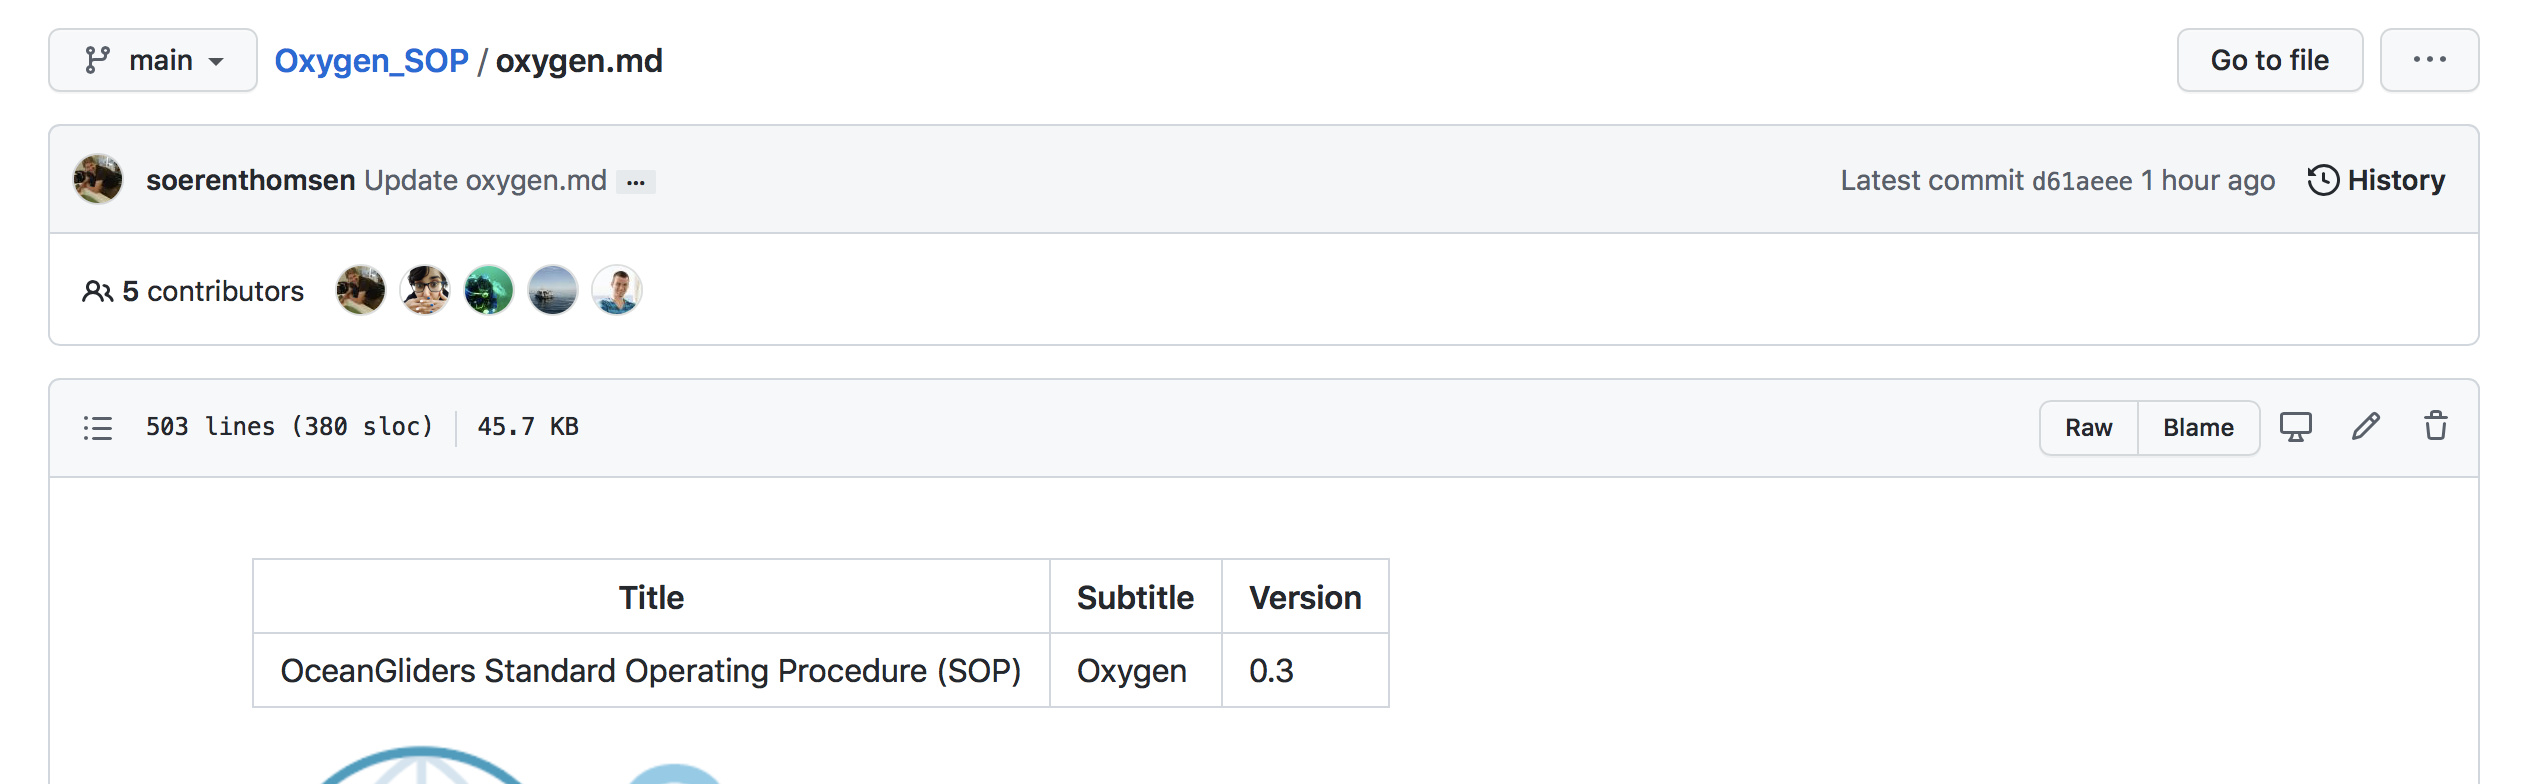 main Oxygen_SOP / oxygen.md Go to file ...
soerenthomsen Update oxygen.md ... Latest commit d61aeee 1 hour ago History
5 contributors
503 lines (380 sloc) 45.7 KB Raw Blame
Title Subtitle Version
OceanGliders Standard Operating Procedure (SOP) Oxygen 0.3